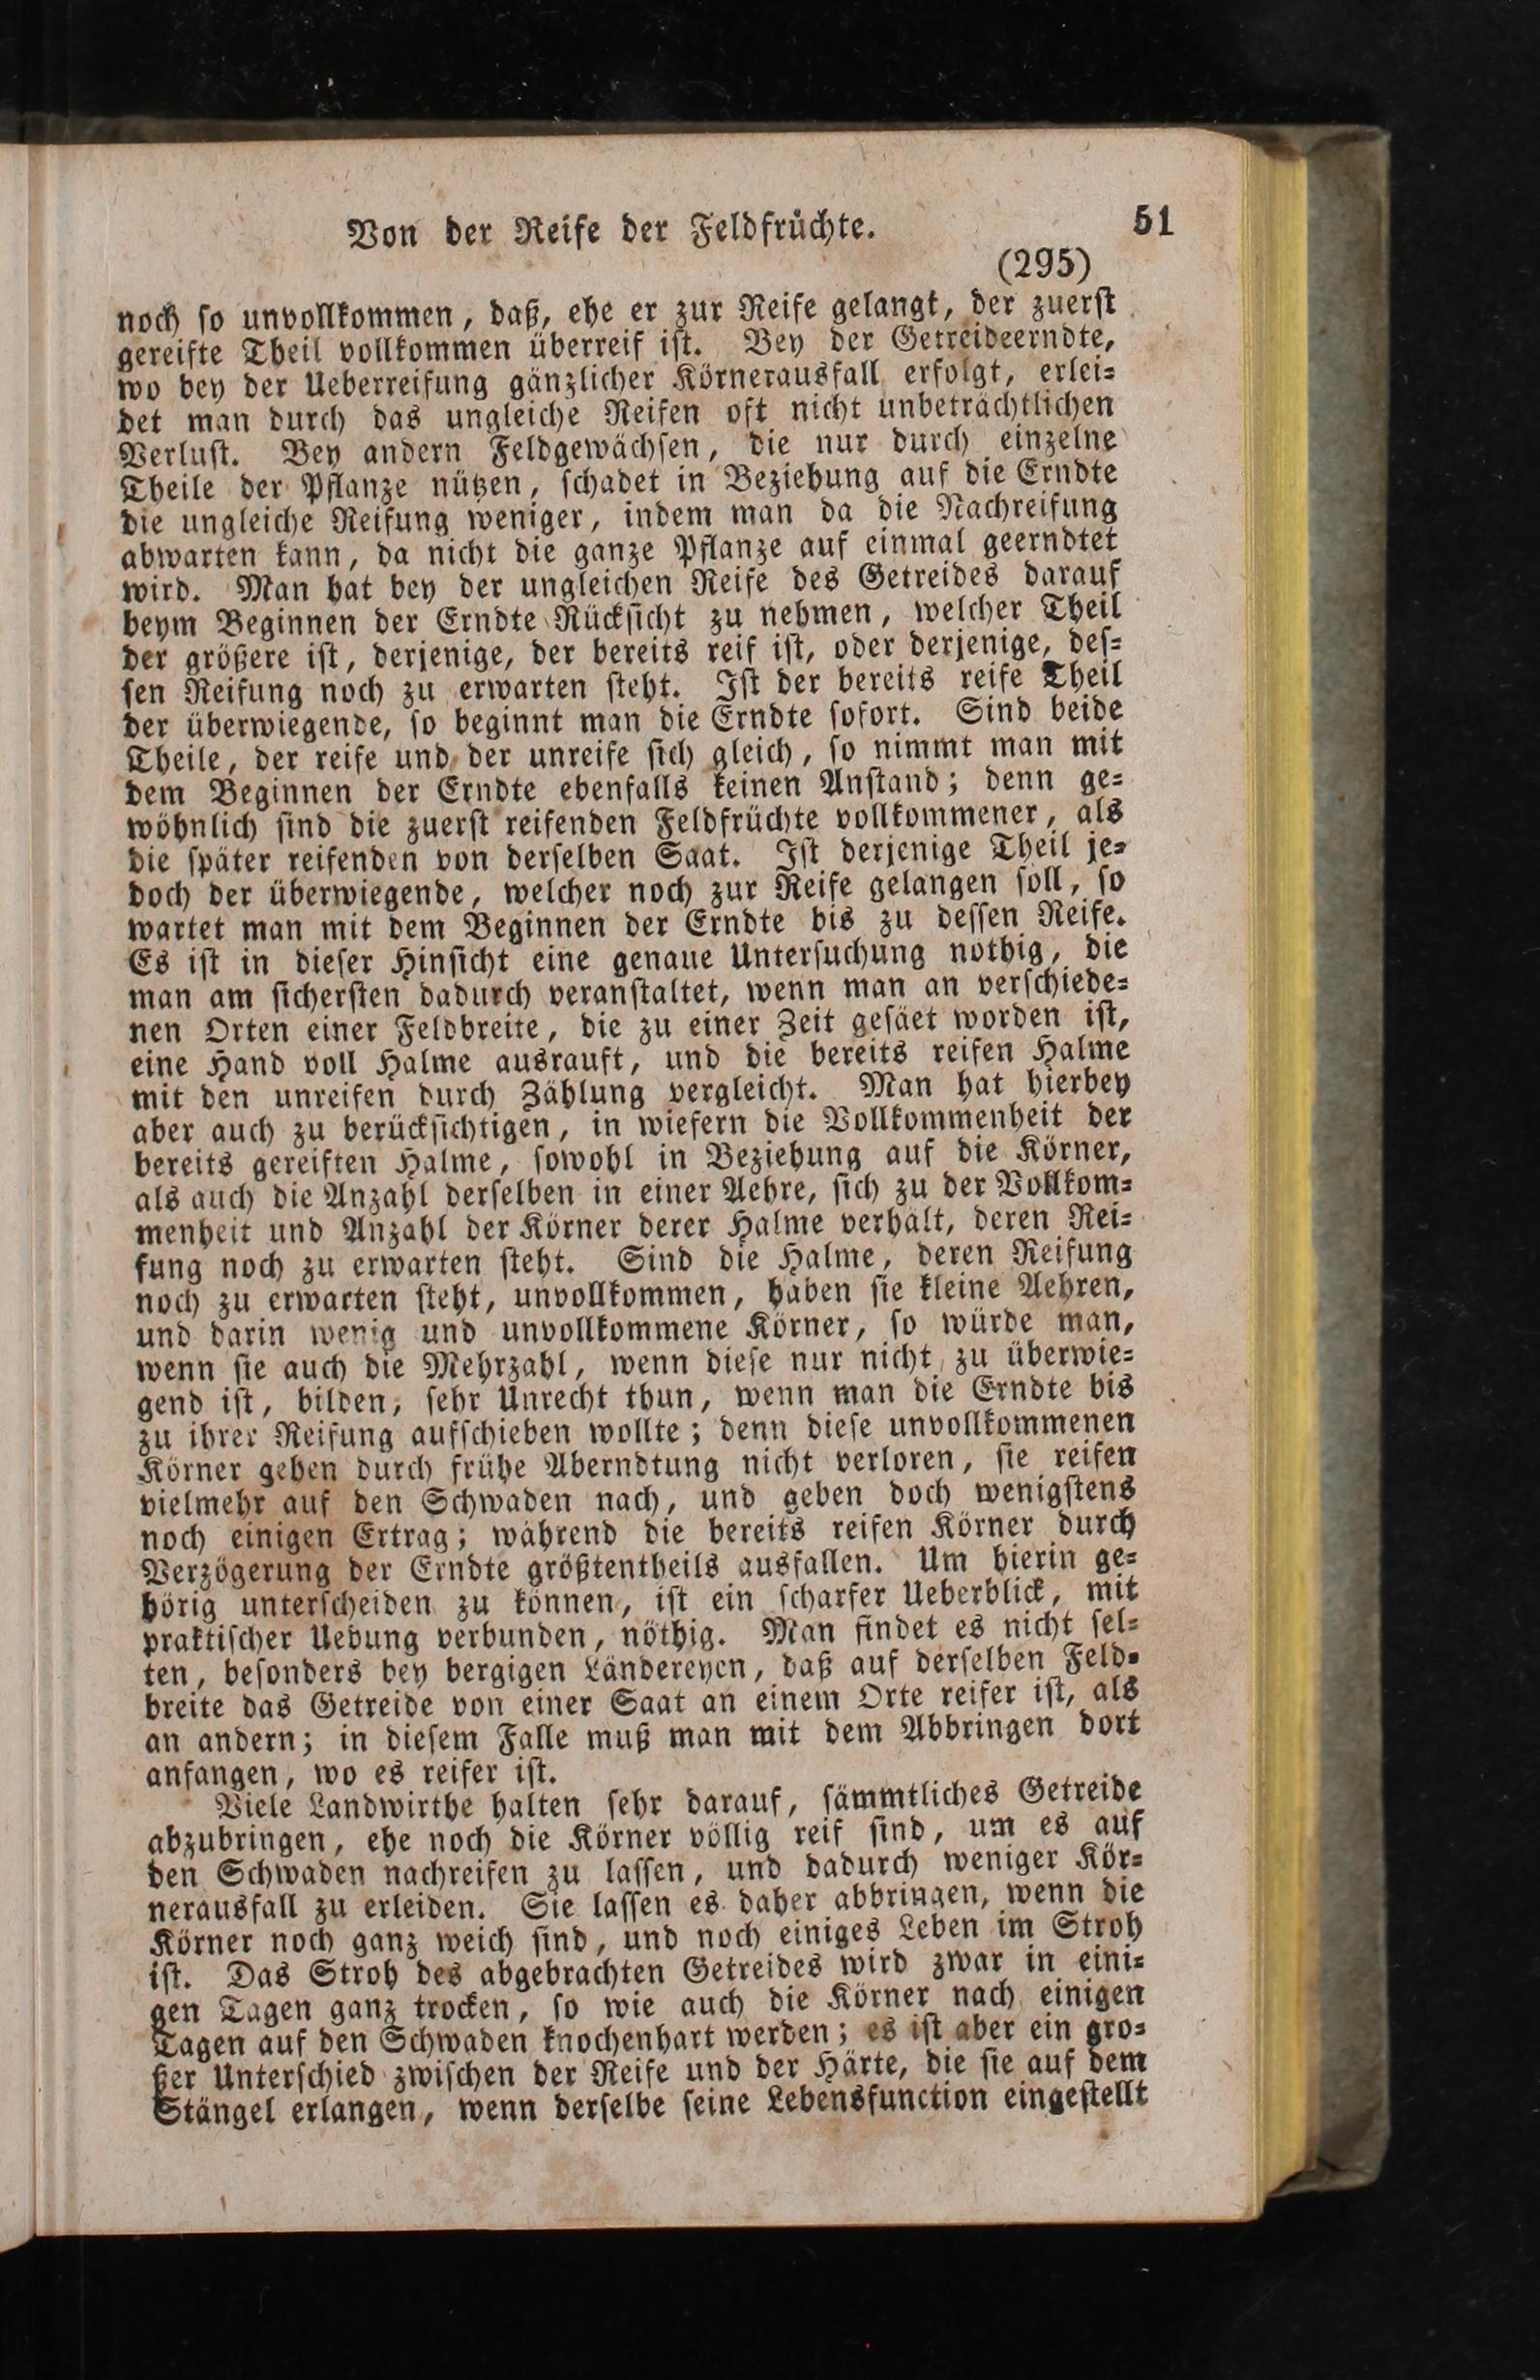 Von der Reife der Feldfrüchte. 51
(295)
noch so unvollkommen, daß, ehe er zur Reife gelangt, der zuerst
gereifte Theil vollkommen überreif ist. Bey der Getreideerndte,
wo bey der Ueberreifung gänzlicher Körnerausfall erfolgt, erlei-
det man durch das ungleiche Reifen oft nicht unbeträchtlichen
Verlust. Bey andern Feldgewächsen, die nur durch einzelne
Theile der Pflanze nützen, schadet in Beziehung auf die Erndte
die ungleiche Reifung weniger, indem man da die Nachreifung
abwarten kann, da nicht die ganze Pflanze auf einmal geerndtet
wird. Man hat bey der ungleichen Reife des Getreides darauf
beym Beginnen der Erndte Rücksicht zu nehmen, welcher Theil
der größere ist, derjenige, der bereits reif ist, oder derjenige, des-
sen Reifung noch zu erwarten steht. Ist der bereits reife Theil
der überwiegende, so beginnt man die Erndte sofort. Sind beide
Theile, der reife und der unreife sich gleich, so nimmt man mit
dem Beginnen der Erndte ebenfalls keinen Anstand; denn ge-
wöhnlich sind die zuerst reifenden Feldfrüchte vollkommener, als
die später reifenden von derselben Saat. Ist derjenige Theil je-
doch der überwiegende, welcher noch zur Reife gelangen soll, so
wartet man mit dem Beginnen der Erndte bis zu dessen Reife.
Es ist in dieser Hinsicht eine genaue Untersuchung nothig, die
man am sichersten dadurch veranstaltet, wenn man an verschiede-
nen Orten einer Feldbreite, die zu einer Zeit gesäet worden ist,
eine Hand voll Halme ausrauft, und die bereits reifen Halme
mit den unreifen durch Zählung vergleicht. Man hat hierbey
aber auch zu berücksichtigen, in wiefern die Vollkommenheit der
bereits gereiften Halme, sowohl in Beziehung auf die Körner,
als auch die Anzahl derselben in einer Aehre, sich zu der Vollkom-
menheit und Anzahl der Körner derer Halme verhält, deren Rei-
fung noch zu erwarten steht. Sind die Halme, deren Reifung
noch zu erwarten steht, unvollkommen, haben sie kleine Aehren,
und darin wenig und unvollkommene Körner, so würde man,
wenn sie auch die Mehrzahl, wenn diese nur nicht zu überwie-
gend ist, bilden, sehr Unrecht thun, wenn man die Erndte bis
zu ihrer Reifung aufschieben wollte; denn diese unvollkommenen
Körner gehen durch frühe Aberndtung nicht verloren, sie reifen
vielmehr auf den Schwaden nach, und geben doch wenigstens
noch einigen Ertrag; während die bereits reifen Körner durch
Verzögerung der Erndte größtentheils ausfallen. Um hierin ge-
hörig unterscheiden zu können, ist ein scharfer Ueberblick, mit
praktischer Uebung verbunden, nöthig. Man findet es nicht sel-
ten, besonders bey bergigen Ländereyen, daß auf derselben Feld-
breite das Getreide von einer Saat an einem Orte reifer ist, als
an andern; in diesem Falle muß man mit dem Abbringen dort
anfangen, wo es reifer ist.
Viele Landwirthe halten sehr darauf, sämmtliches Getreide
abzubringen, ehe noch die Körner völlig reif sind, um es auf
den Schwaden nachreifen zu lassen, und dadurch weniger Kör-
nerausfall zu erleiden. Sie lassen es daher abbringen, wenn die
Körner noch ganz weich sind, und noch einiges Leben im Stroh
ist. Das Stroh des abgebrachten Getreides wird zwar in eini-
gen Tagen ganz trocken, so wie auch die Körner nach einigen
Tagen auf den Schwaden knochenhart werden; es ist aber ein gro-
ßer Unterschied zwischen der Reife und der Härte, die sie auf dem
Stängel erlangen, wenn derselbe seine Lebensfunction eingestellt